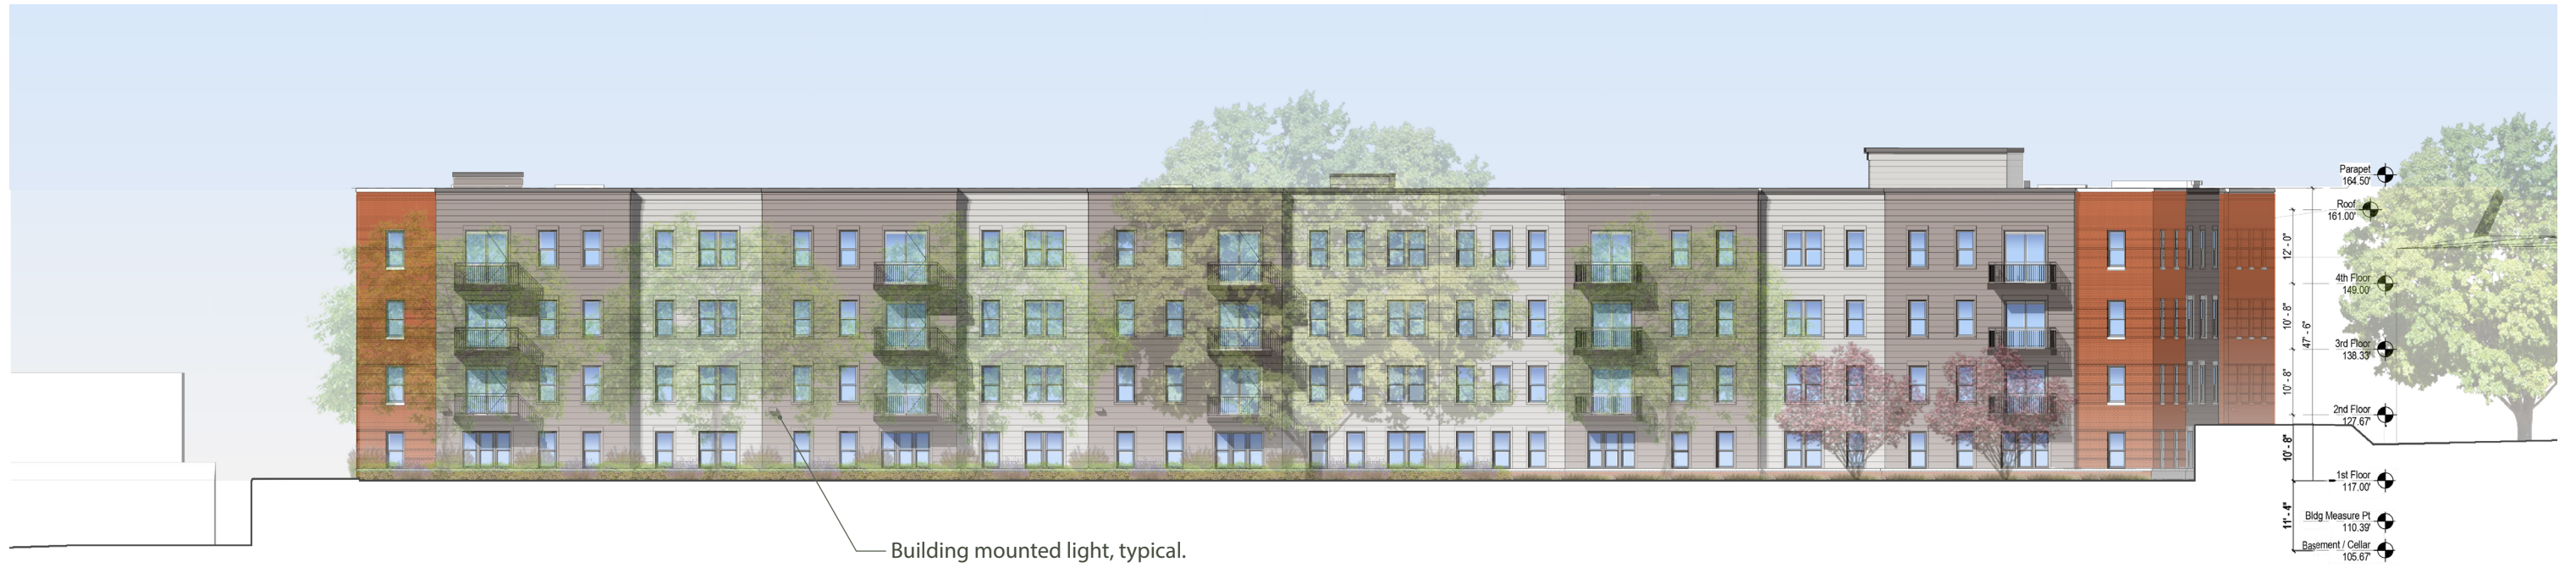 Parapet
164.50'
Roof
161.00'
12' - 0"
4th Floor
149.00'
10' - 8"
47' - 6"
3rd Floor
138.33'
10' - 8"
2nd Floor
127.67'
10' - 8"
1st Floor
117.00'
11' - 4"
Bldg Measure Pt
110.39'
Basement / Cellar
105.67'
Building mounted light, typical.